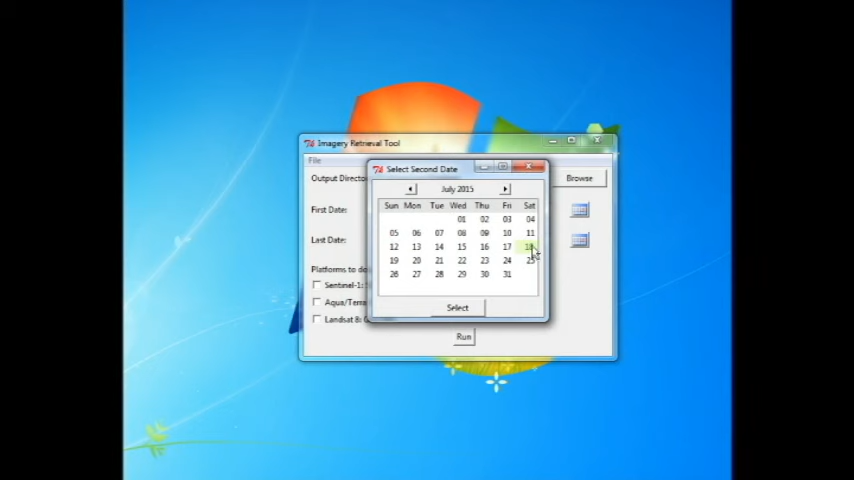 Imagery Retrieval Tool
File
Select Second Date
Output Directo
Browse
July 2015
Sun Mon Tue Wed Thu Fri Sat
01 02 03 04
05 06 07 08 09 10 11
12 13 14 15 16 17 18
19 20 21 22 23 24 25
26 27 28 29 30 31
First Date:
Last Date:
Platforms to do
Sentinel-1:
Aqua/Terra
Landsat 8:
Select
Run